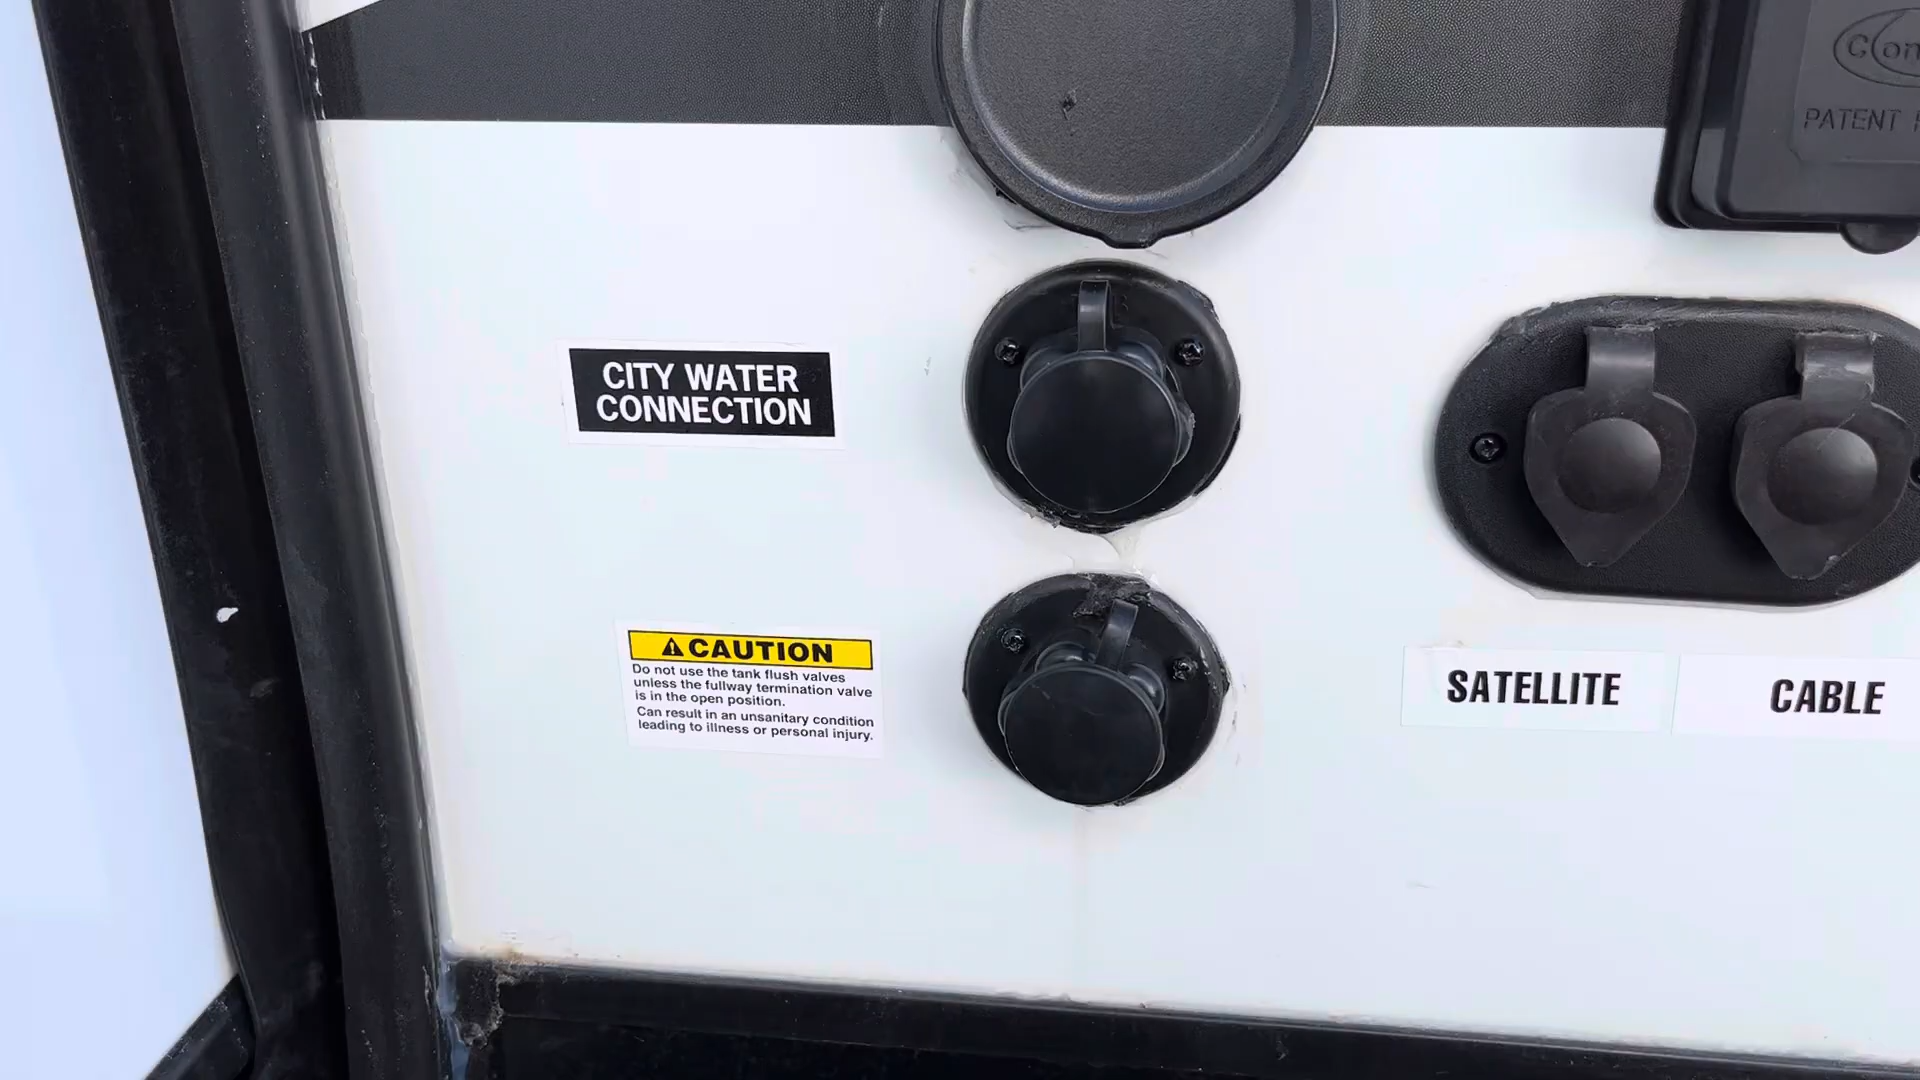 PATENT
CITY WATER
CONNECTION
CAUTION
Do not use the tank flush valves
unless the fullway termination valve
is in the open position.
Can result in an unsanitary condition
leading to illness or personal injury.
SATELLITE
CABLE